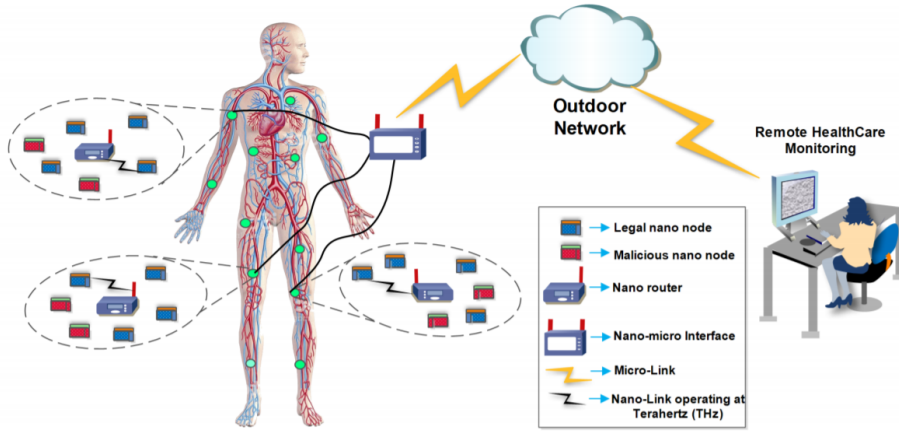 Outdoor
Network
Remote HealthCare
Monitoring
Legal nano node
Malicious nano node
Nano router
Nano-micro Interface
Micro-Link
Nano-Link operating at
Terahertz (THz)